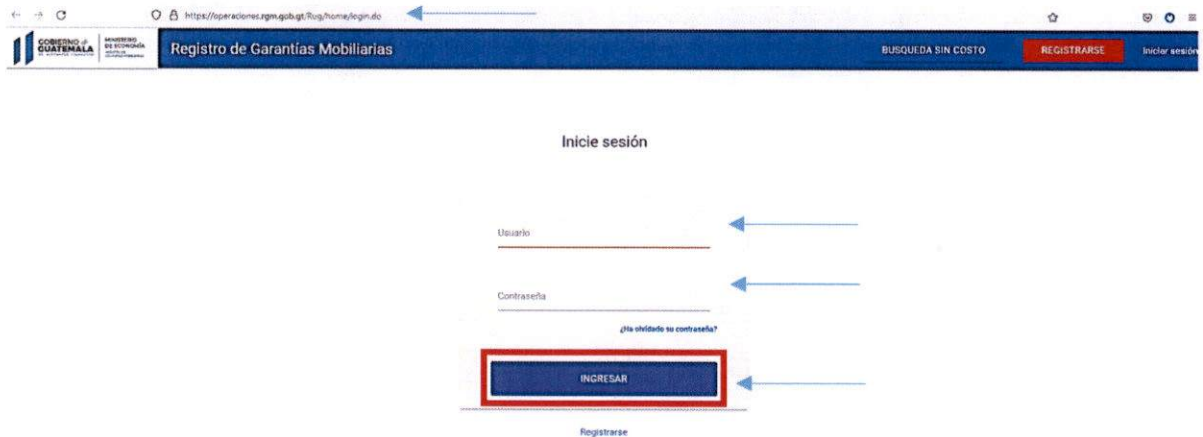 https://operaciones.rgm.gob.gt/Rug/home/login.do
GOBIERNO de GUATEMALA
MINISTERIO DE ECONOMÍA
Registro de Garantías Mobiliarias
BUSQUEDA SIN COSTO
REGISTRARSE
Iniciar sesión
Inicie sesión
Usuario
Contraseña
¿Ha olvidado su contraseña?
INGRESAR
Registrarse